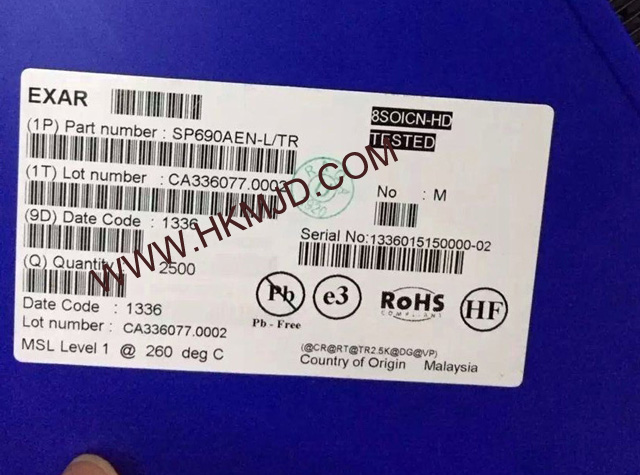 EXAR
8SOICN-HD
TESTED
(1P) Part number : SP690AEN-L/TR
(1T) Lot number : CA336077.0002
No : M
(9D) Date Code : 1336
Serial No:1336015150000-02
(Q) Quantity : 2500
Date Code : 1336
Lot number : CA336077.0002
MSL Level 1 @ 260 deg C
Pb
Pb - Free
e3
RoHS
COMPLIANT
HF
(@CR@RT@TR2.5K@DG@VP)
Country of Origin Malaysia
WWW.HKMJD.COM